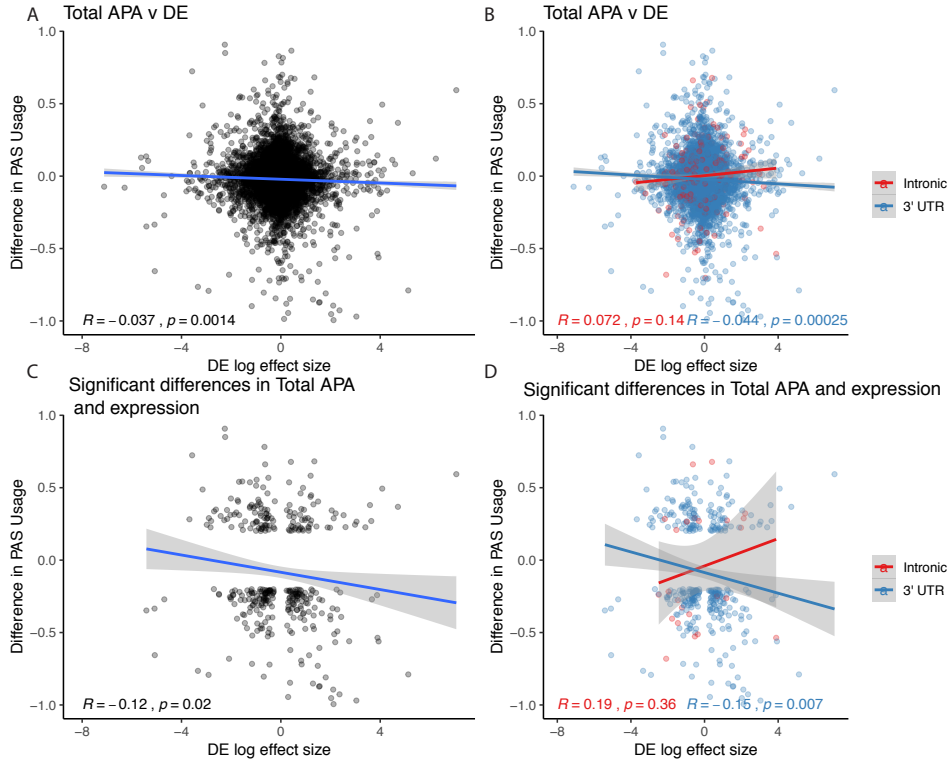 A
Total APA v DE
Difference in PAS Usage
1.0
0.5
0.0
−0.5
−1.0
R = −0.037 , p = 0.0014
−8
−4
0
4
DE log effect size
B
Total APA v DE
Difference in PAS Usage
1.0
0.5
0.0
−0.5
−1.0
R = 0.072 , p = 0.14
R = −0.044 , p = 0.00025
−8
−4
0
4
DE log effect size
a Intronic
a 3' UTR
C
Significant differences in Total APA
and expression
Difference in PAS Usage
1.0
0.5
0.0
−0.5
−1.0
R = −0.12 , p = 0.02
−8
−4
0
4
DE log effect size
D
Significant differences in Total APA and expression
Difference in PAS Usage
1.0
0.5
0.0
−0.5
−1.0
R = 0.19 , p = 0.36
R = −0.15 , p = 0.007
−8
−4
0
4
DE log effect size
a Intronic
a 3' UTR